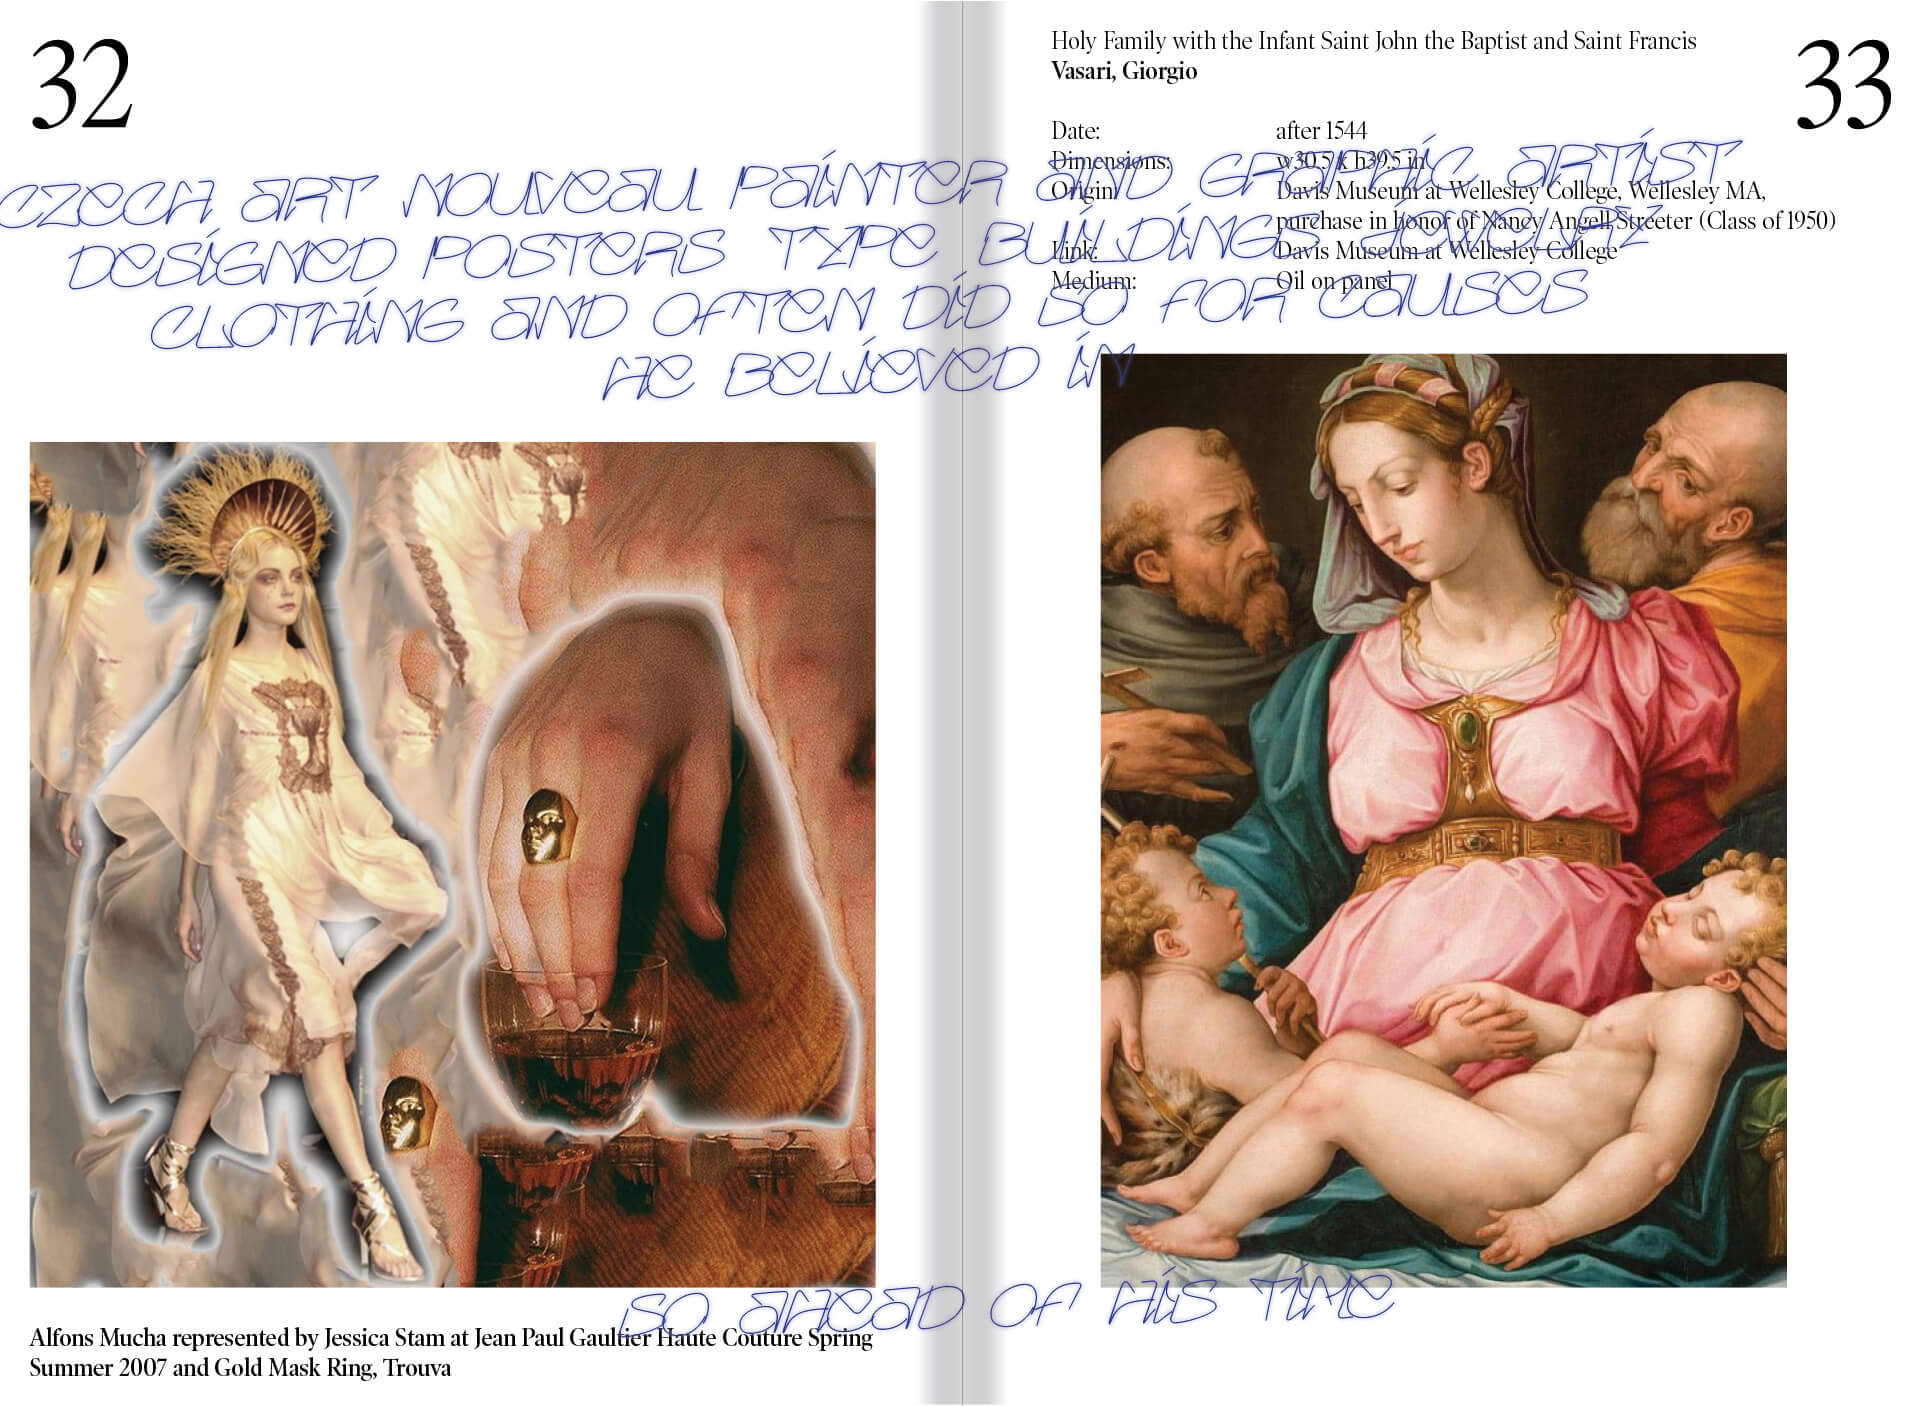 32
Holy Family with the Infant Saint John the Baptist and Saint Francis
Vasari, Giorgio
33
Date: after 1544
Dimensions: w30.5 x h39.5 in
Origin: Davis Museum at Wellesley College, Wellesley MA,
purchase in honor of Nancy Angell Streeter (Class of 1950)
Link: Davis Museum at Wellesley College
Medium: Oil on panel
CZECH ART NOUVEAU PAINTER AND GRAPHIC ARTIST
DESIGNED POSTERS TYPE BUILDINGS JEWELRY
CLOTHING AND OFTEN DID SO FOR CAUSES
HE BELIEVED IN
SO AHEAD OF HIS TIME
Alfons Mucha represented by Jessica Stam at Jean Paul Gaultier Haute Couture Spring
Summer 2007 and Gold Mask Ring, Trouva